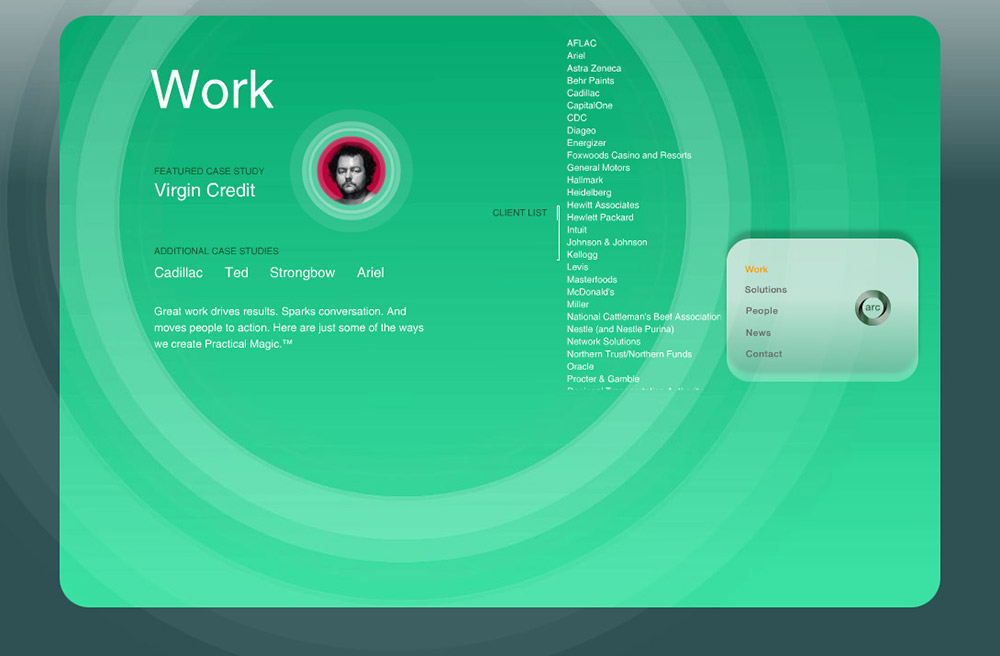 Work
FEATURED CASE STUDY
Virgin Credit
ADDITIONAL CASE STUDIES
Cadillac Ted Strongbow Ariel
Great work drives results. Sparks conversation. And
moves people to action. Here are just some of the ways
we create Practical Magic.™
CLIENT LIST
AFLAC
Ariel
Astra Zeneca
Behr Paints
Cadillac
CapitalOne
CDC
Diageo
Energizer
Foxwoods Casino and Resorts
General Motors
Hallmark
Heidelberg
Hewitt Associates
Hewlett Packard
Intuit
Johnson & Johnson
Kellogg
Levis
Masterfoods
McDonald's
Miller
National Cattleman's Beef Association
Nestle (and Nestle Purina)
Network Solutions
Northern Trust/Northern Funds
Oracle
Procter & Gamble
Work
Solutions
People
News
Contact
arc